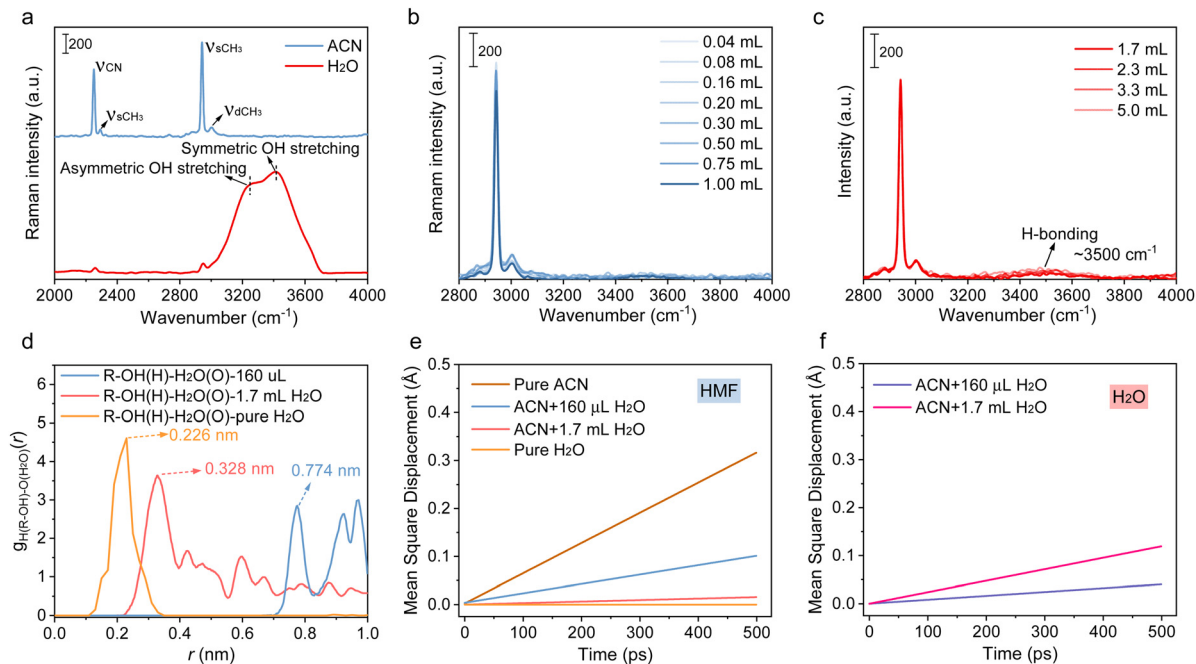 a
200
νsCH3
νCN
νsCH3
νdCH3
ACN
H2O
Symmetric OH stretching
Asymmetric OH stretching
Raman intensity (a.u.)
2000 2400 2800 3200 3600 4000
Wavenumber (cm-1)
b
200
0.04 mL
0.08 mL
0.16 mL
0.20 mL
0.30 mL
0.50 mL
0.75 mL
1.00 mL
Ramam intensity (a.u.)
2800 3000 3200 3400 3600 3800 4000
Wavenumber (cm-1)
c
200
1.7 mL
2.3 mL
3.3 mL
5.0 mL
H-bonding
~3500 cm-1
Intensity (a.u.)
2800 3000 3200 3400 3600 3800 4000
Wavenumber (cm-1)
d
R-OH(H)-H2O(O)-160 uL
R-OH(H)-H2O(O)-1.7 mL H2O
R-OH(H)-H2O(O)-pure H2O
0.226 nm
0.328 nm
0.774 nm
gH(R-OH)-O(H2O)(r)
6
5
4
3
2
1
0
0.0 0.2 0.4 0.6 0.8 1.0
r (nm)
e
Pure ACN
ACN+160 μL H2O
ACN+1.7 mL H2O
Pure H2O
HMF
Mean Square Displacement (Å)
0.5
0.4
0.3
0.2
0.1
0.0
0 100 200 300 400 500
Time (ps)
f
ACN+160 μL H2O
ACN+1.7 mL H2O
H2O
Mean Square Displacement (Å)
0.5
0.4
0.3
0.2
0.1
0.0
0 100 200 300 400 500
Time (ps)